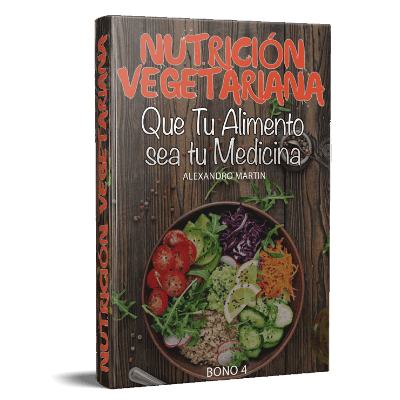 NUTRICIÓN
VEGETARIANA
Que Tu Alimento
sea tu Medicina
ALEXANDRO MARTIN
BONO 4
NUTRICIÓN VEGETARIANA